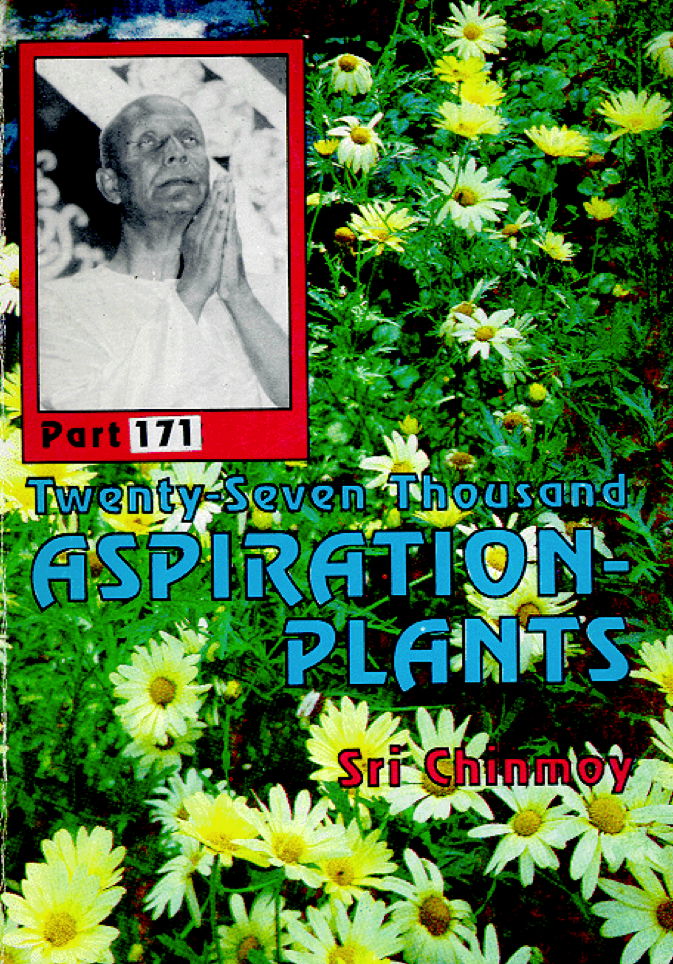 Part 171
Twenty-Seven Thousand
ASPIRATION-
PLANTS
Sri Chinmoy